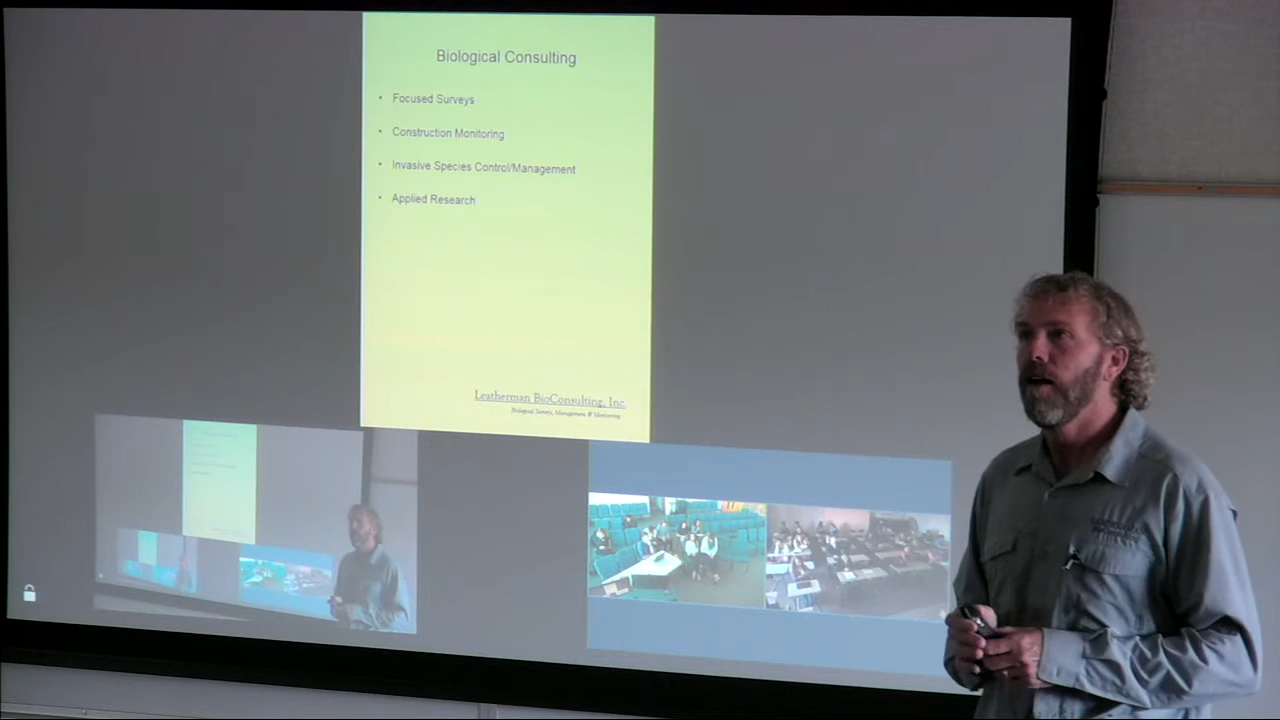 Biological Consulting
• Focused Surveys
• Construction Monitoring
• Invasive Species Control/Management
• Applied Research
Leatherman BioConsulting, Inc.
Biological Surveys, Management & Monitoring